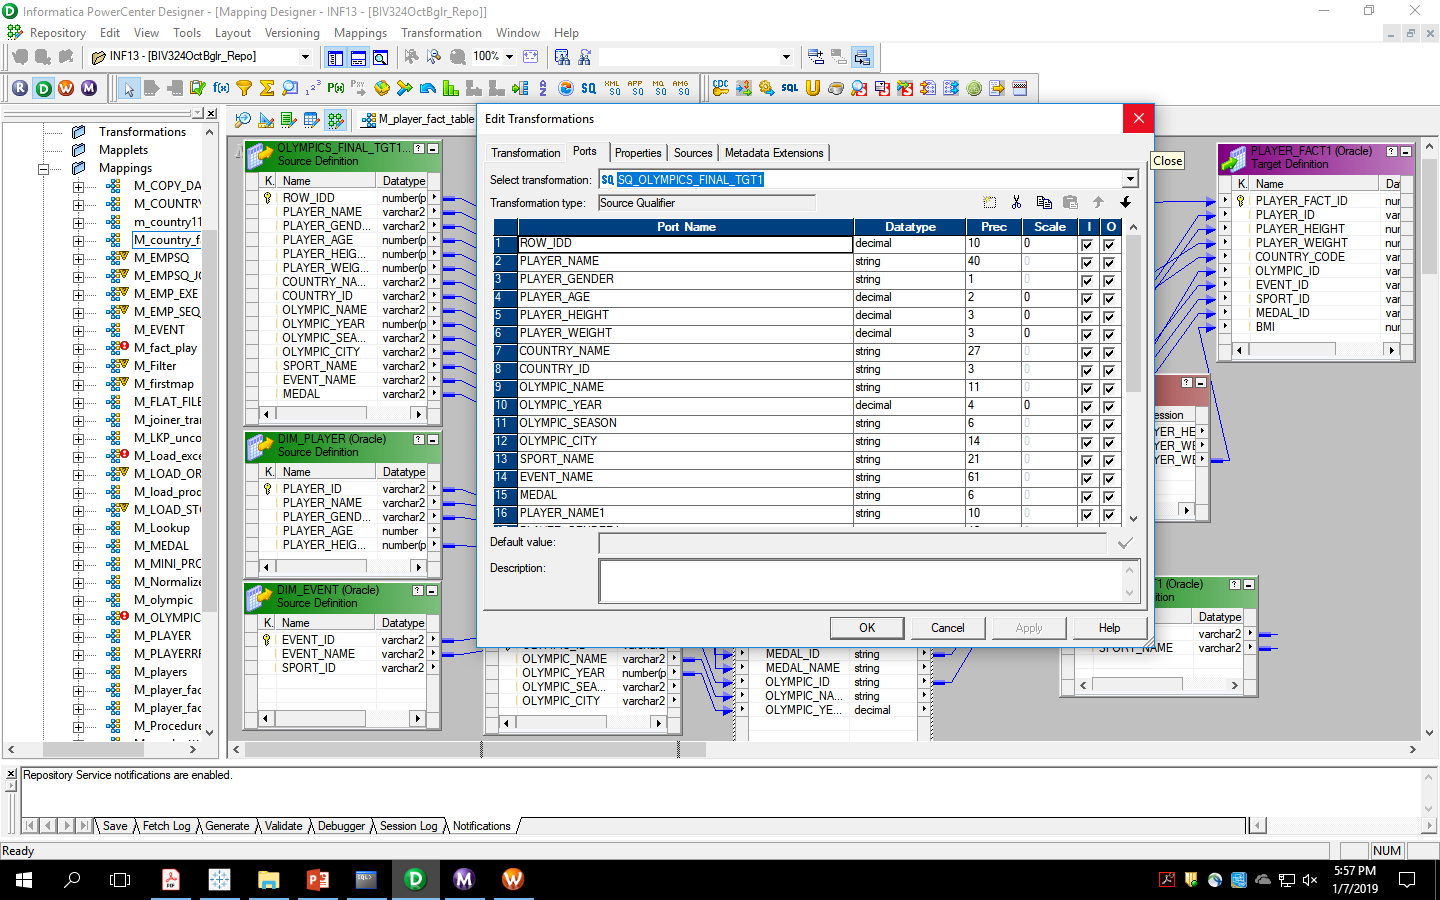 Informatica PowerCenter Designer - [Mapping Designer - INF13 - [BIV324OctBglr_Repo]]
Repository Edit View Tools Layout Versioning Mappings Transformation Window Help
INF13 - [BIV324OctBglr_Repo] 100%
M_player_fact_table
Transformations
Mapplets
Mappings
M_COPY_DA
M_COUNTRY
m_country11
M_country_f
M_EMPSQ
M_EMPSQ_JO
M_EMP_EXE
M_EMP_SEQ_
M_EVENT
M_fact_play
M_Filter
M_firstmap
M_FLAT_FILE
M_joiner_tra
M_LKP_unco
M_Load_exce
M_LOAD_OR
M_load_prod
M_LOAD_STO
M_Lookup
M_MEDAL
M_MINI_PRO
M_Normalize
M_olympic
M_OLYMPIC
M_PLAYER
M_PLAYERRF
M_players
M_player_fac
M_player_fac
M_Procedure
OLYMPICS_FINAL_TGT1...
Source Definition
K. Name Datatype
ROW_IDD number(p
PLAYER_NAME varchar2
PLAYER_GEND... varchar2
PLAYER_AGE number(p
PLAYER_HEIG... number(p
PLAYER_WEIG... number(p
COUNTRY_NA... varchar2
COUNTRY_ID varchar2
OLYMPIC_NAME varchar2
OLYMPIC_YEAR number(p
OLYMPIC_SEA... varchar2
OLYMPIC_CITY varchar2
SPORT_NAME varchar2
EVENT_NAME varchar2
MEDAL varchar2
DIM_PLAYER (Oracle)
Source Definition
K. Name Datatype
PLAYER_ID varchar2
PLAYER_NAME varchar2
PLAYER_GEND... varchar2
PLAYER_AGE number
PLAYER_HEIG... number(p
DIM_EVENT (Oracle)
Source Definition
K. Name Datatype
EVENT_ID varchar2
EVENT_NAME varchar2
SPORT_ID varchar2
Edit Transformations
Transformation Ports Properties Sources Metadata Extensions
Select transformation: SQ SQ_OLYMPICS_FINAL_TGT1
Transformation type: Source Qualifier
Port Name Datatype Prec Scale I O
1 ROW_IDD decimal 10 0
2 PLAYER_NAME string 40 0
3 PLAYER_GENDER string 1 0
4 PLAYER_AGE decimal 2 0
5 PLAYER_HEIGHT decimal 3 0
6 PLAYER_WEIGHT decimal 3 0
7 COUNTRY_NAME string 27 0
8 COUNTRY_ID string 3 0
9 OLYMPIC_NAME string 11 0
10 OLYMPIC_YEAR decimal 4 0
11 OLYMPIC_SEASON string 6 0
12 OLYMPIC_CITY string 14 0
13 SPORT_NAME string 21 0
14 EVENT_NAME string 61 0
15 MEDAL string 6 0
16 PLAYER_NAME1 string 10 0
Default value:
Description:
OK Cancel Apply Help
Close
PLAYER_FACT1 (Oracle)
Target Definition
K. Name Da
PLAYER_FACT_ID nur
PLAYER_ID var
PLAYER_HEIGHT nur
PLAYER_WEIGHT nur
COUNTRY_CODE var
OLYMPIC_ID var
EVENT_ID var
SPORT_ID var
MEDAL_ID var
BMI nur
ession
YER_HE
YER_WE
YER_WE
OLYMPIC_NAME varchar2
OLYMPIC_YEAR number(p
OLYMPIC_SEA... varchar2
OLYMPIC_CITY varchar2
MEDAL_ID string
MEDAL_NAME string
OLYMPIC_ID string
OLYMPIC_NA... string
OLYMPIC_YE... decimal
1 (Oracle)
ition
Datatype
varchar2
SPORT_NAME varchar2
Repository Service notifications are enabled.
Save Fetch Log Generate Validate Debugger Session Log Notifications
Ready NUM
5:57 PM
1/7/2019